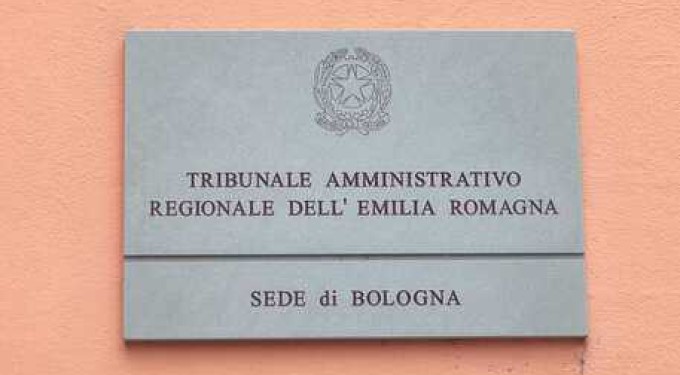 TRIBUNALE AMMINISTRATIVO
REGIONALE DELL' EMILIA ROMAGNA
SEDE di BOLOGNA